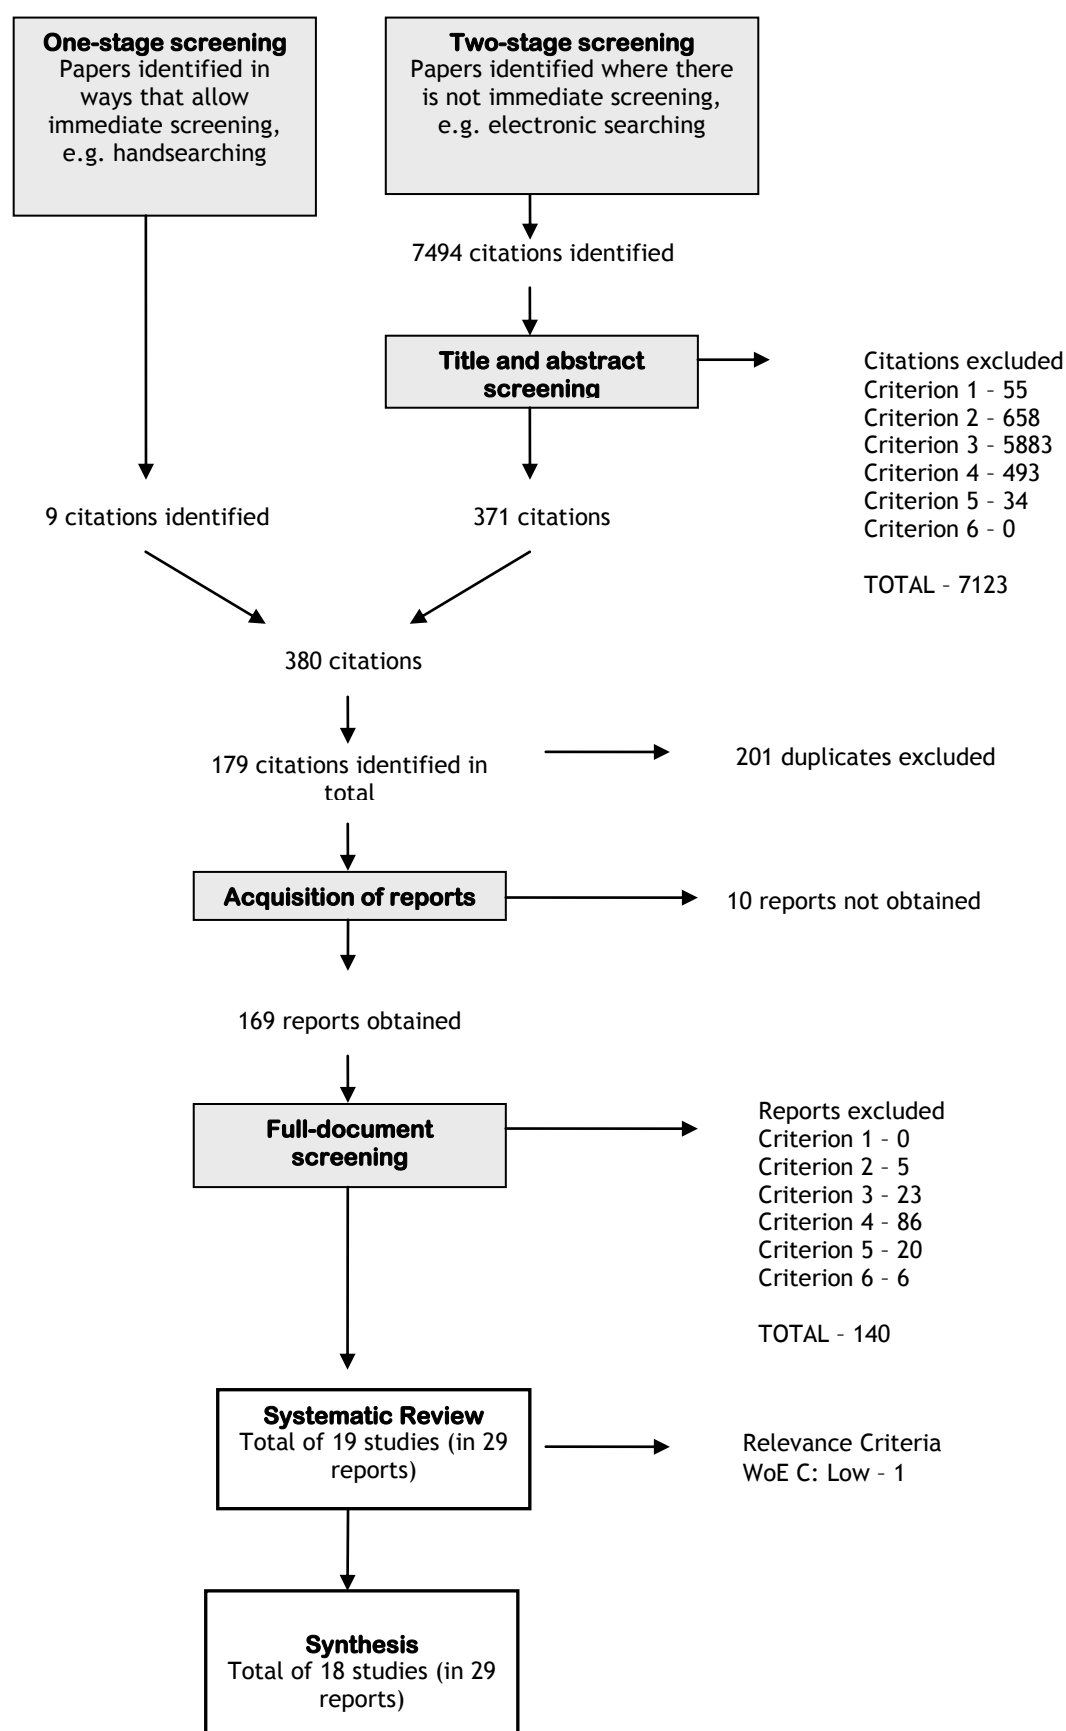 One-stage screening
Papers identified in
ways that allow
immediate screening,
e.g. handsearching
Two-stage screening
Papers identified where there
is not immediate screening,
e.g. electronic searching
7494 citations identified
Title and abstract
screening
Citations excluded
Criterion 1 – 55
Criterion 2 – 658
Criterion 3 – 5883
Criterion 4 – 493
Criterion 5 – 34
Criterion 6 – 0
TOTAL – 7123
9 citations identified
371 citations
380 citations
179 citations identified in
total
201 duplicates excluded
Acquisition of reports
10 reports not obtained
169 reports obtained
Full-document
screening
Reports excluded
Criterion 1 – 0
Criterion 2 – 5
Criterion 3 – 23
Criterion 4 – 86
Criterion 5 – 20
Criterion 6 – 6
TOTAL – 140
Systematic Review
Total of 19 studies (in 29
reports)
Relevance Criteria
WoE C: Low – 1
Synthesis
Total of 18 studies (in 29
reports)